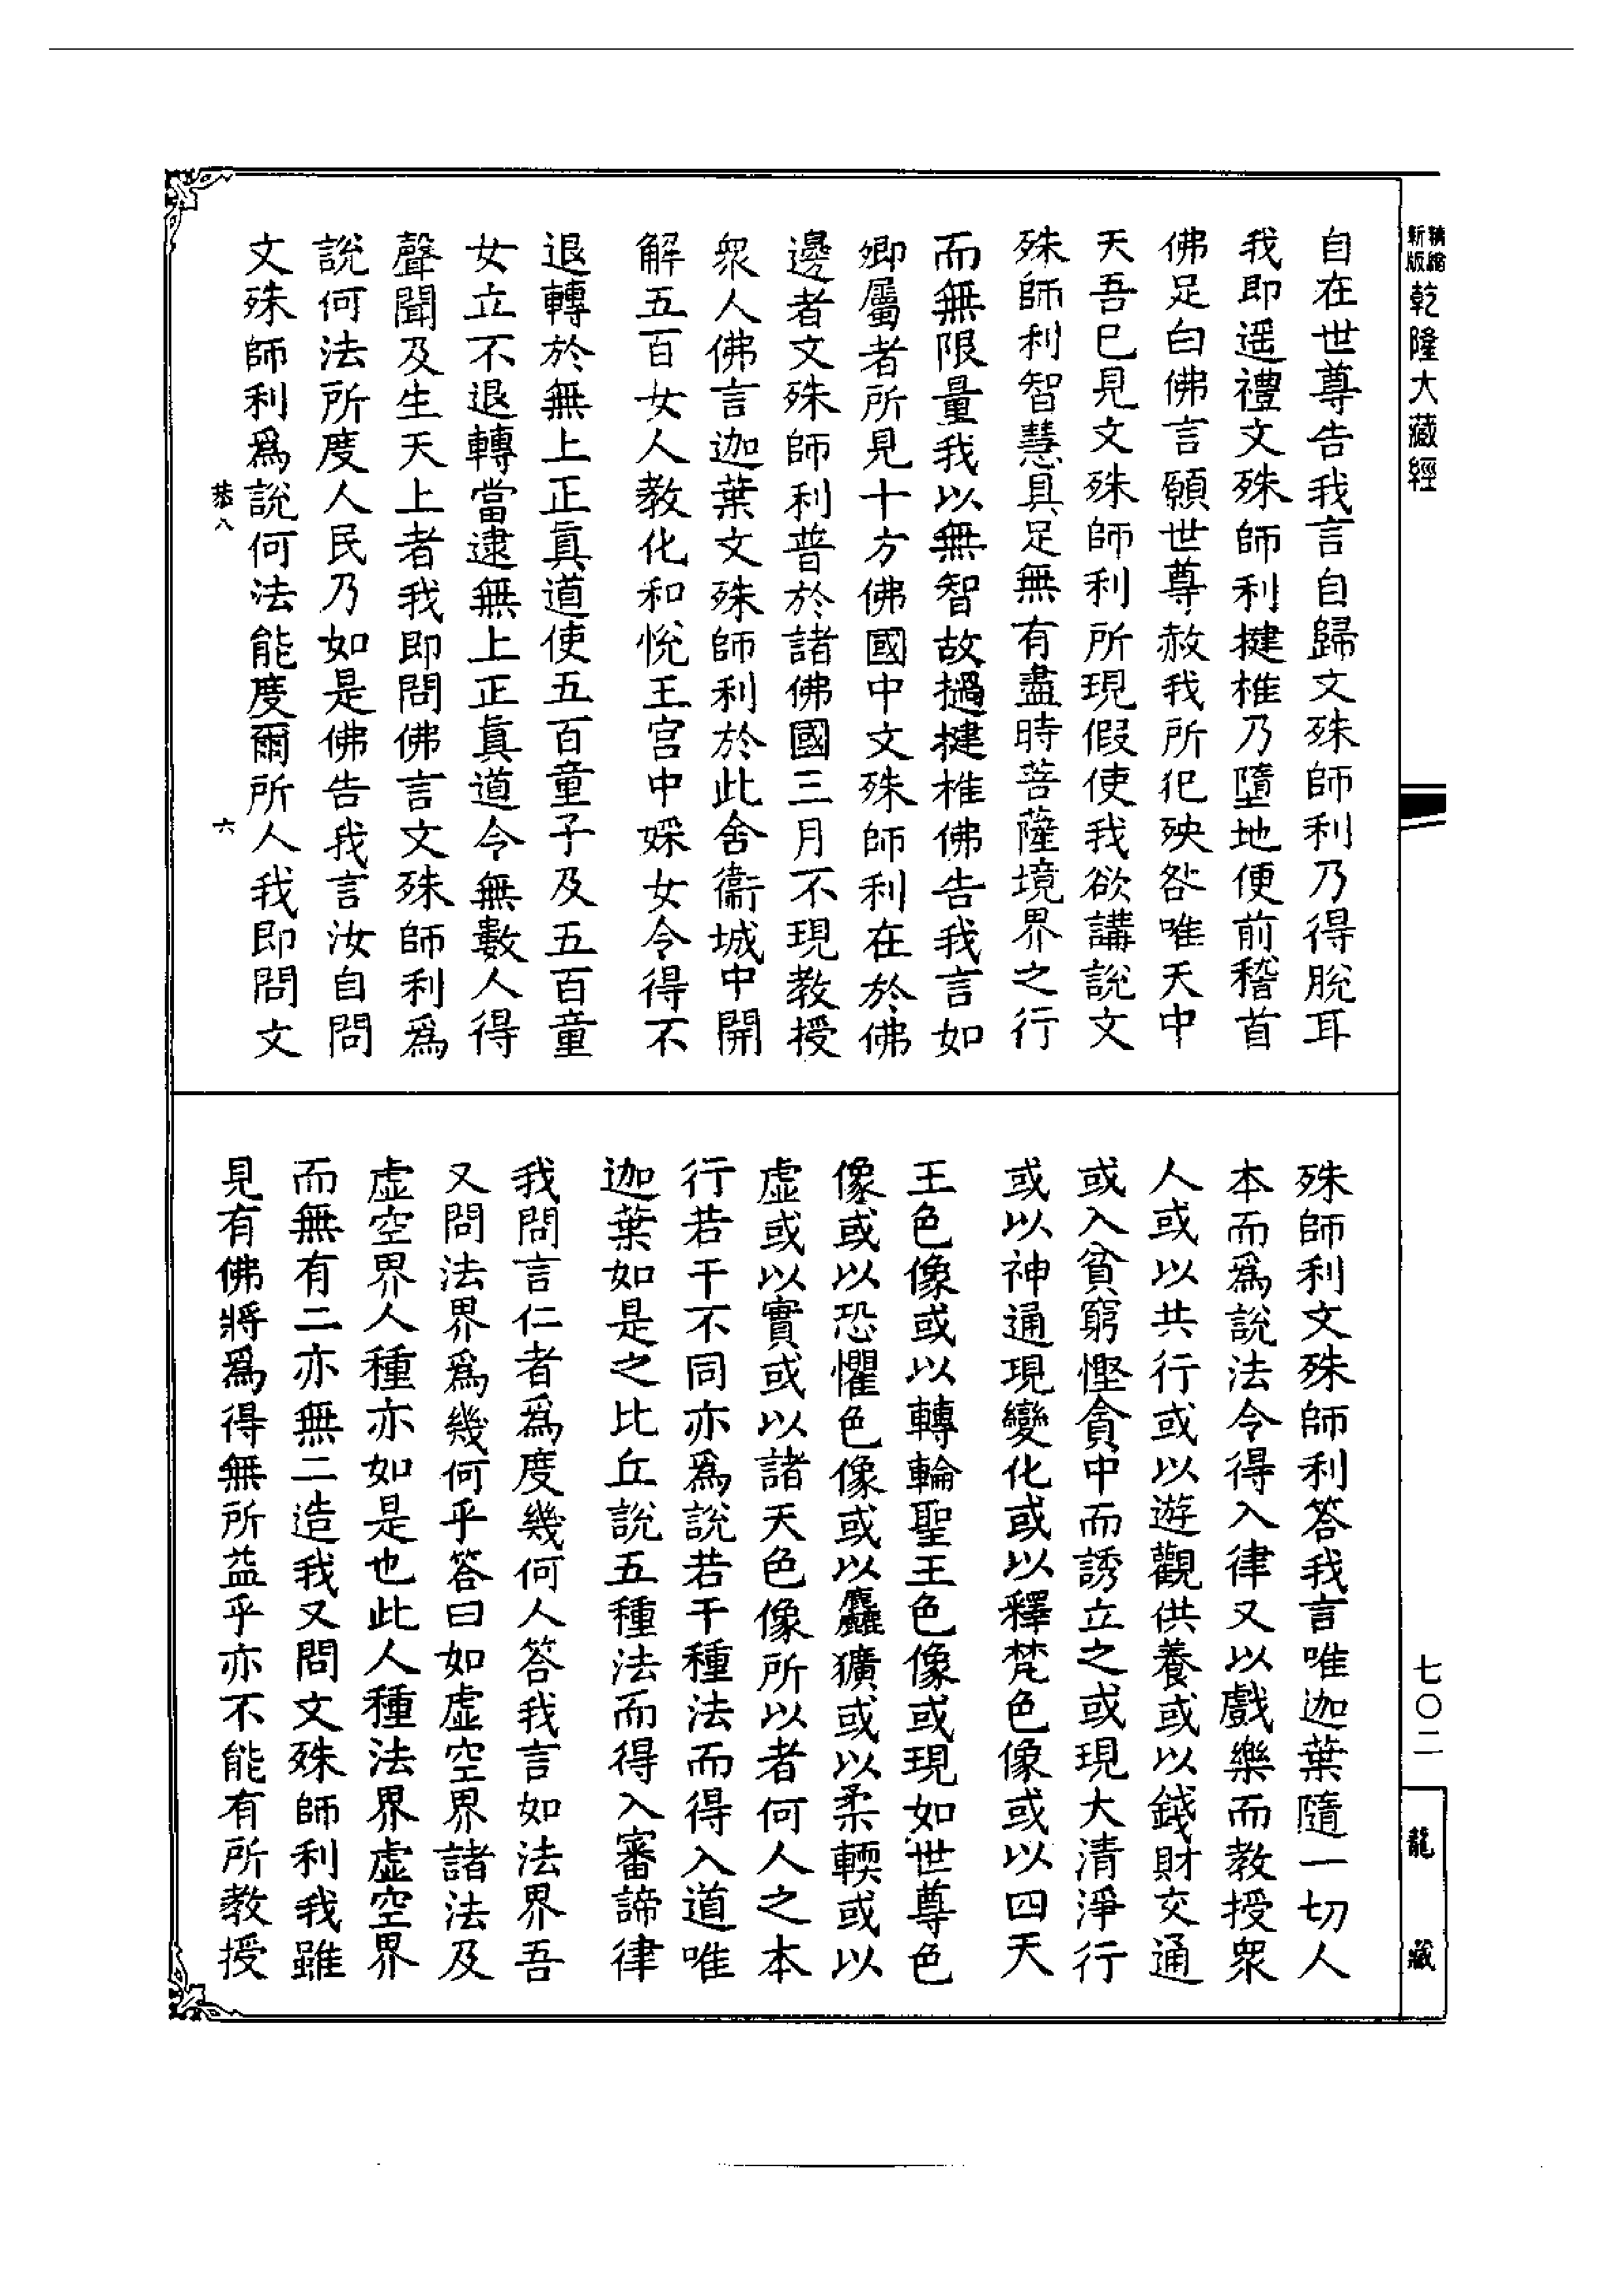 精縮
新版
乾隆大藏經
自在世尊告我言自歸文殊師利乃得脫耳
我即遥禮文殊師利揵椎乃墮地便前稽首
佛足白佛言願世尊赦我所犯殃咎唯天中
天吾已見文殊師利所現假使我欲講說文
殊師利智慧具足無有盡時菩薩境界之行
而無限量我以無智故撾揵椎佛告我言如
卿屬者所見十方佛國中文殊師利在於佛
邊者文殊師利普於諸佛國三月不現教授
衆人佛言迦葉文殊師利於此舍衞城中開
解五百女人教化和悅王宫中婇女令得不
退轉於無上正真道使五百童子及五百童
女立不退轉當逮無上正真道令無數人得
聲聞及生天上者我即問佛言文殊師利爲
說何法所度人民乃如是佛告我言汝自問
文殊師利爲說何法能度爾所人我即問文
恭八
六
殊師利文殊師利答我言唯迦葉隨一切人
本而爲說法令得入律又以戲樂而教授衆
人或以共行或以遊觀供養或以錢財交通
或入貧窮慳貪中而誘立之或現大清淨行
或以神通現變化或以釋梵色像或以四天
王色像或以轉輪聖王色像或現如世尊色
像或以恐懼色像或以麤獷或以柔輭或以
虛或以實或以諸天色像所以者何人之本
行若干不同亦爲說若干種法而得入道唯
迦葉如是之比丘說五種法而得入審諦律
我問言仁者爲度幾何人答我言如法界吾
又問法界爲幾何乎答曰如虛空界諸法及
虛空界人種亦如是也此人種法界虛空界
而無有二亦無二造我又問文殊師利我雖
見有佛將爲得無所益乎亦不能有所教授
七〇二
龍藏